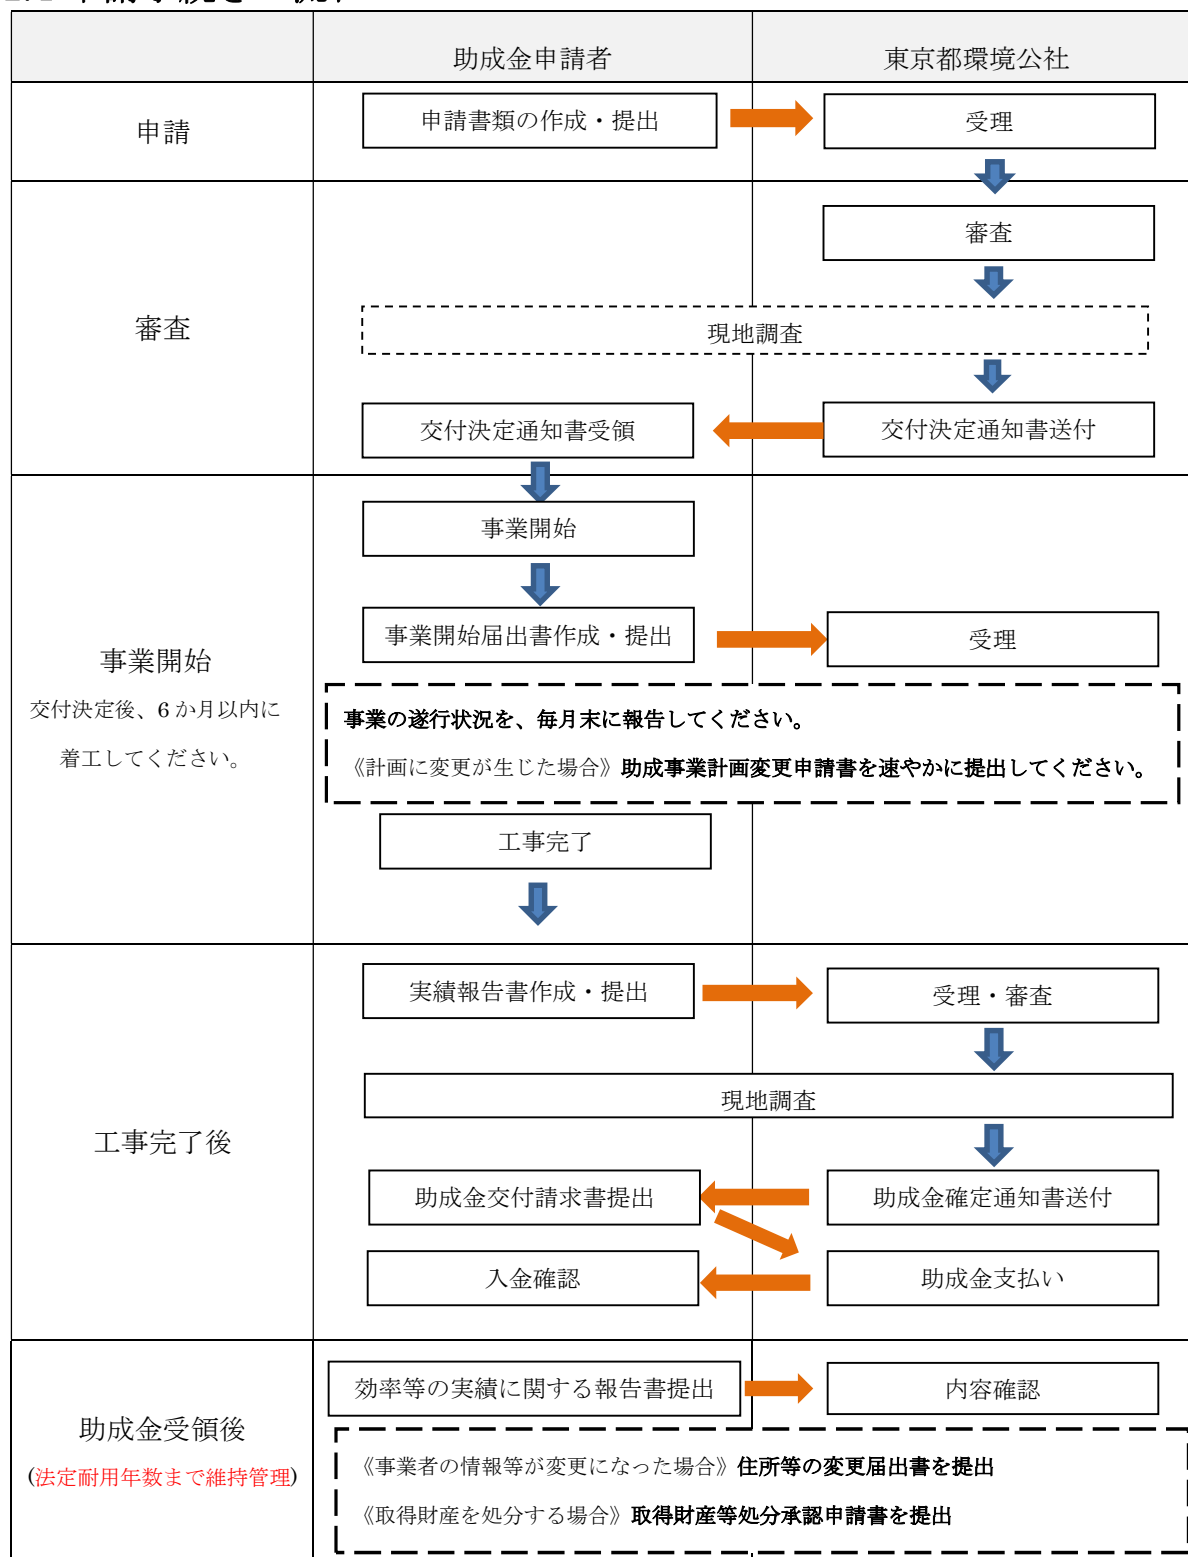 助成金申請者
東京都環境公社
申請
申請書類の作成・提出
受理
審査
審査
現地調査
交付決定通知書受領
交付決定通知書送付
事業開始
交付決定後、6 か月以内に
着工してください。
事業開始
事業開始届出書作成・提出
受理
事業の遂行状況を、毎月末に報告してください。
《計画に変更が生じた場合》助成事業計画変更申請書を速やかに提出してください。
工事完了
工事完了後
実績報告書作成・提出
受理・審査
現地調査
助成金交付請求書提出
助成金確定通知書送付
入金確認
助成金支払い
助成金受領後
(法定耐用年数まで維持管理)
効率等の実績に関する報告書提出
内容確認
《事業者の情報等が変更になった場合》住所等の変更届出書を提出
《取得財産を処分する場合》取得財産等処分承認申請書を提出